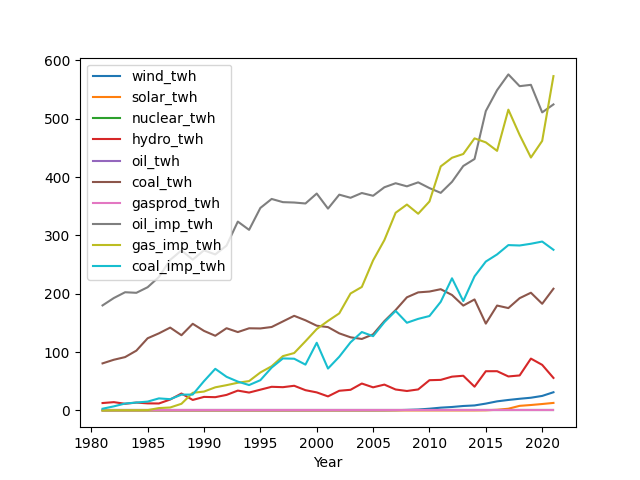 600
500
400
300
200
100
0
wind_twh
solar_twh
nuclear_twh
hydro_twh
oil_twh
coal_twh
gasprod_twh
oil_imp_twh
gas_imp_twh
coal_imp_twh
1980 1985 1990 1995 2000 2005 2010 2015 2020
Year